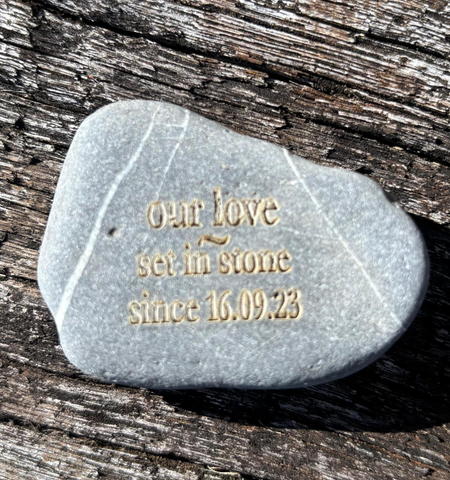 our love
~
set in stone
since 16.09.23